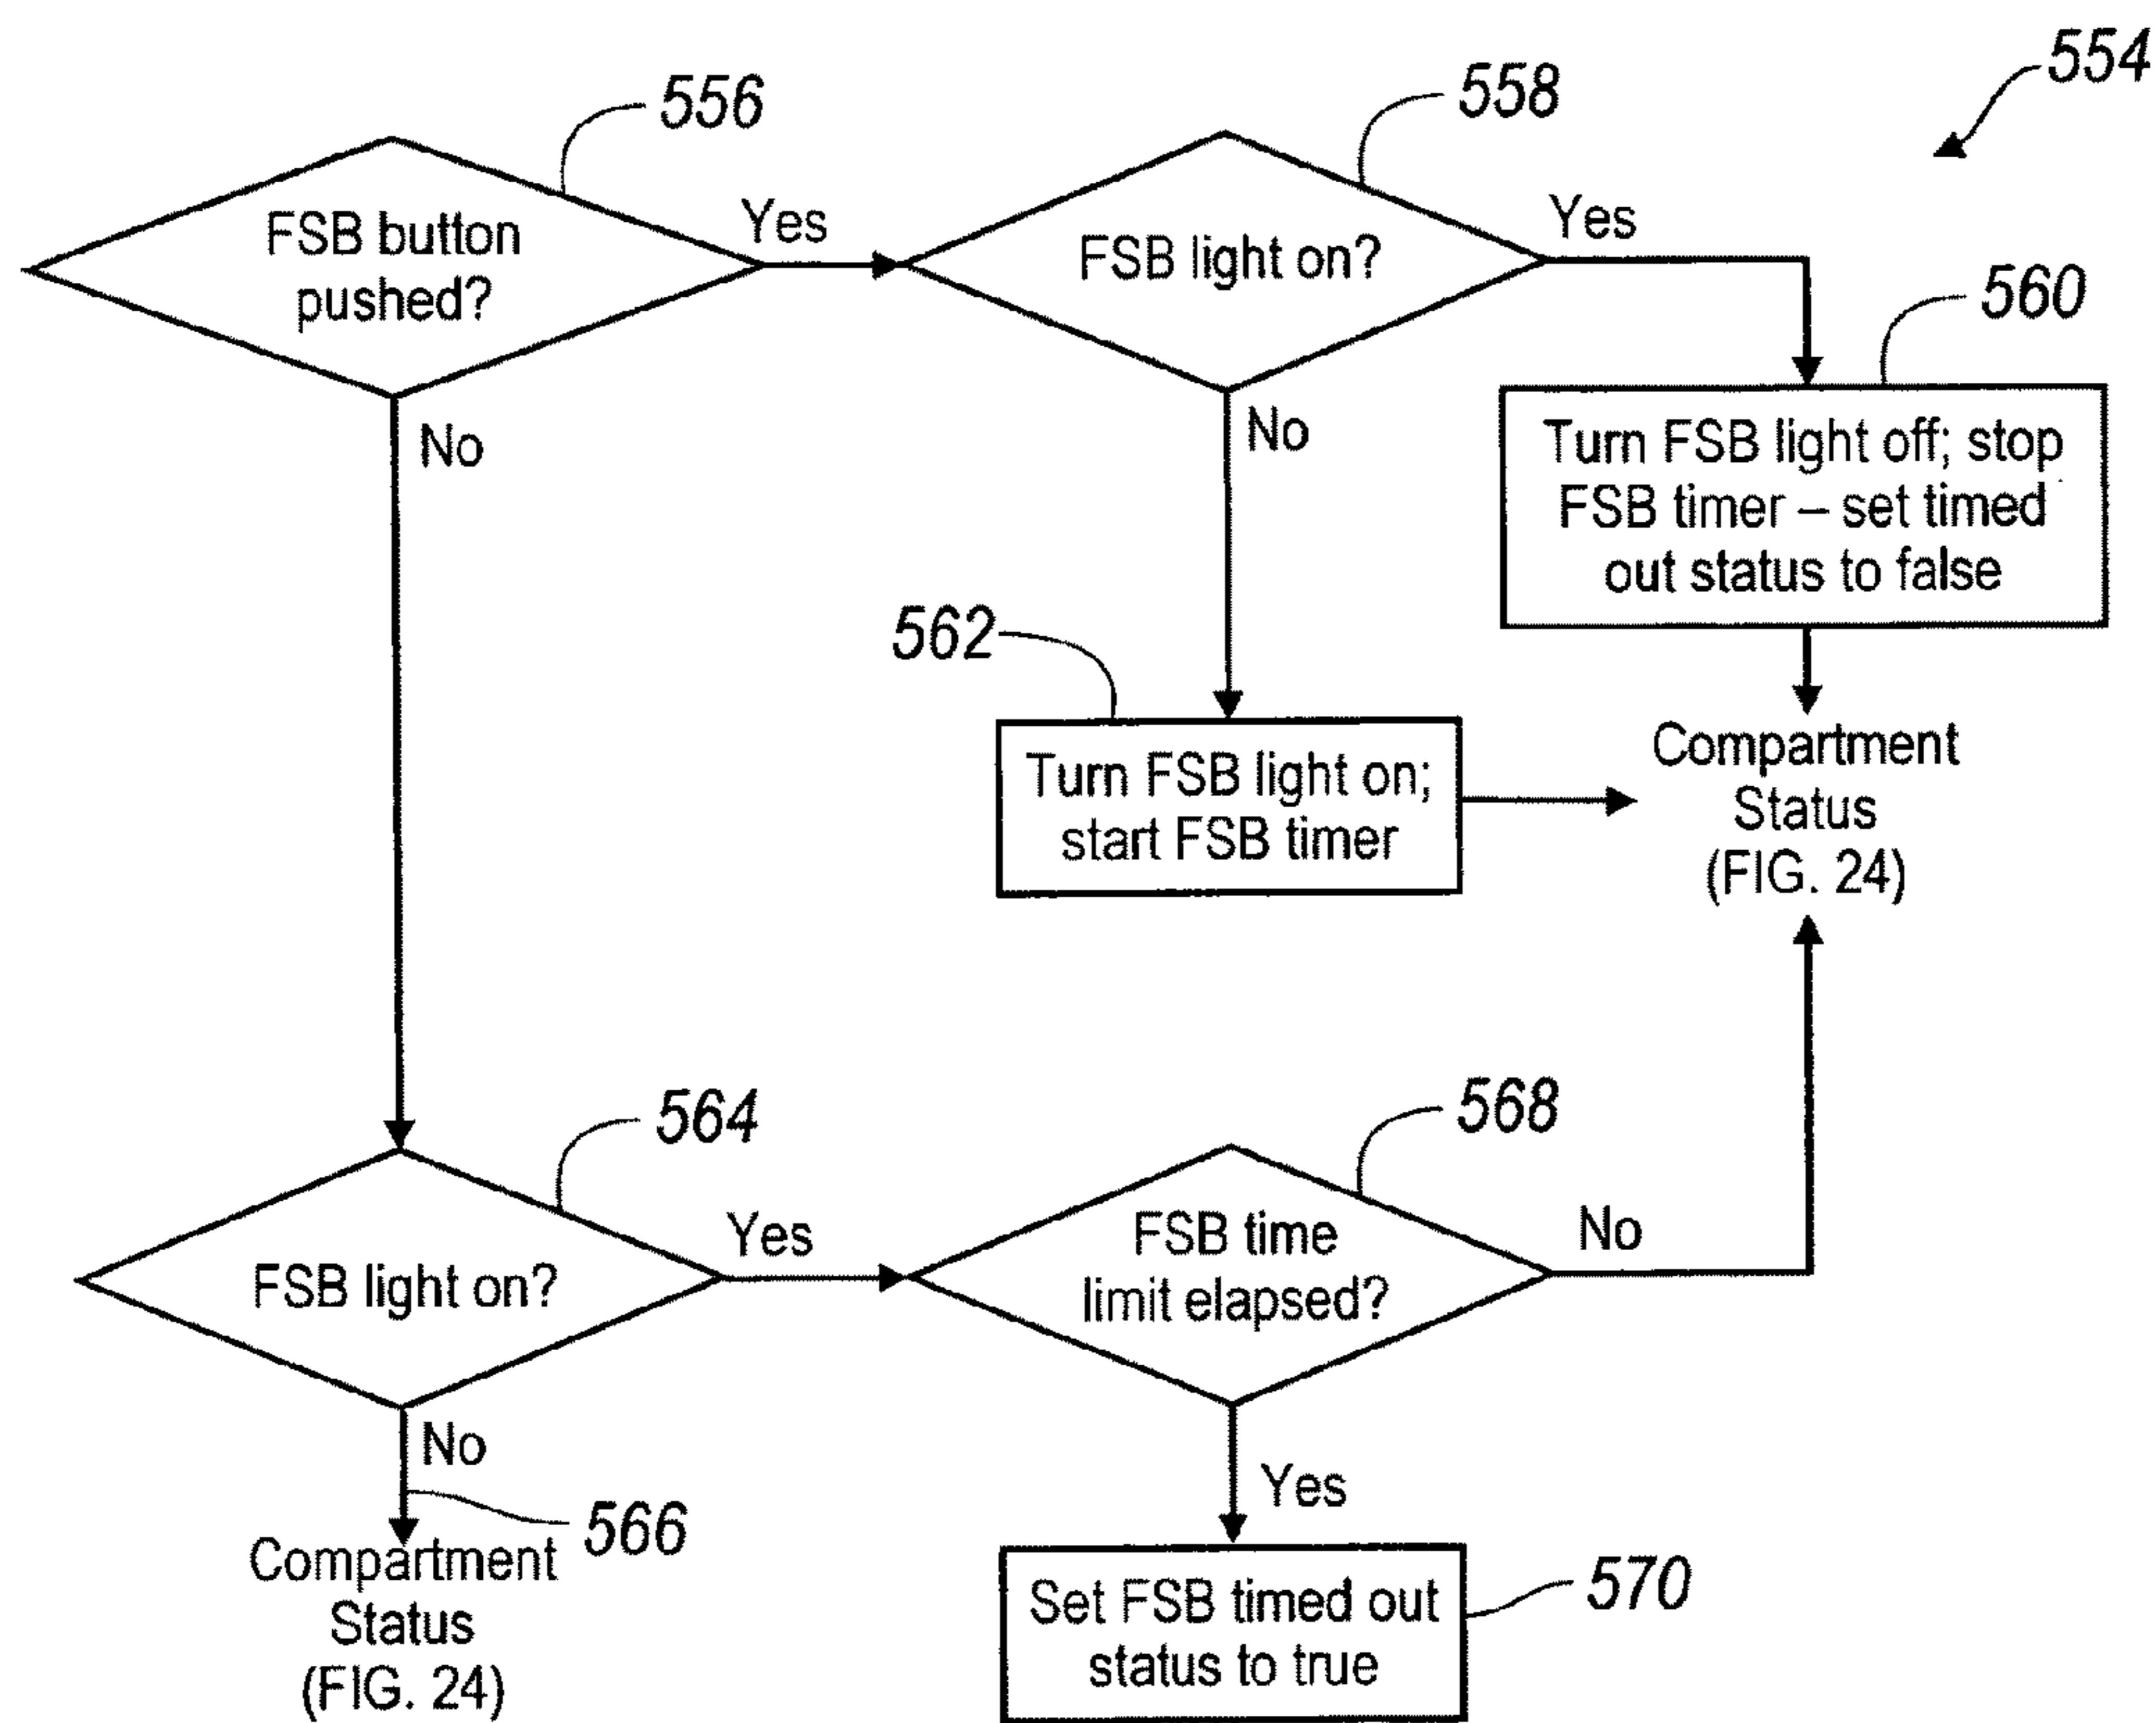 554
556
558
FSB button
pushed?
Yes
FSB light on?
Yes
560
No
No
Turn FSB light off; stop
FSB timer – set timed
out status to false
562
Turn FSB light on;
start FSB timer
Compartment
Status
(FIG. 24)
564
568
FSB light on?
Yes
FSB time
limit elapsed?
No
No
566
Yes
Compartment
Status
(FIG. 24)
Set FSB timed out
status to true
570